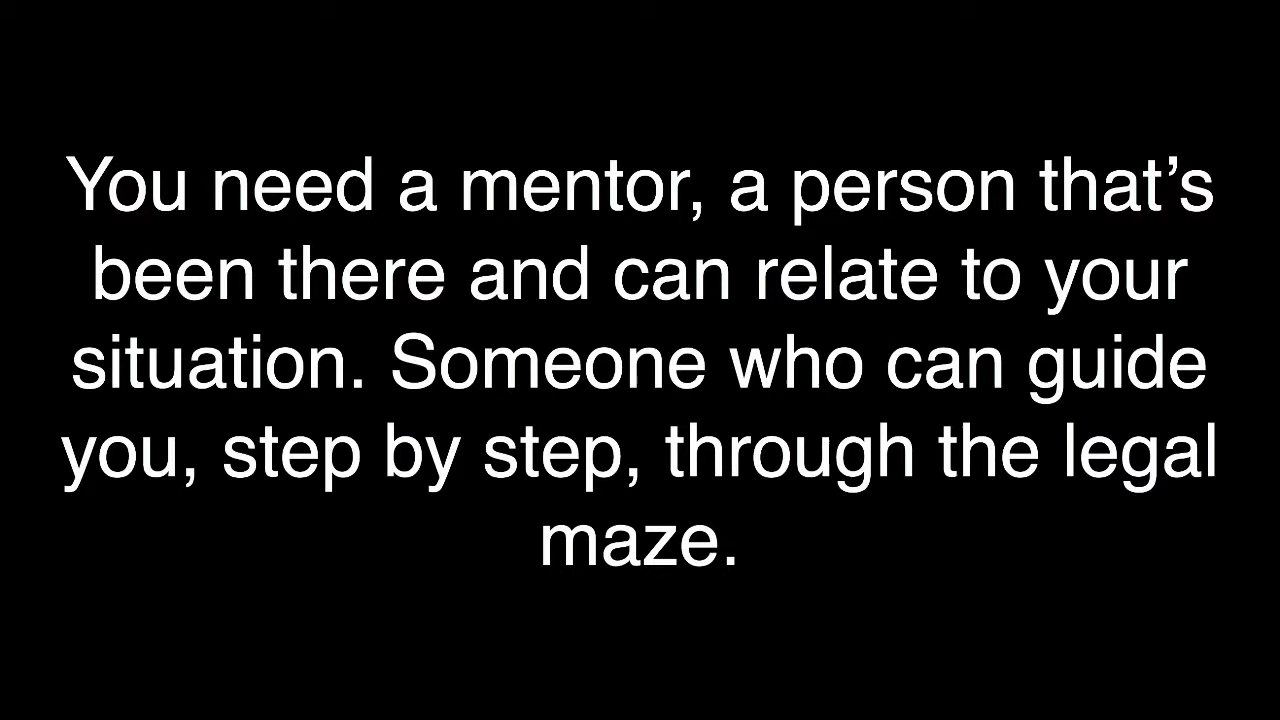 You need a mentor, a person that’s
been there and can relate to your
situation. Someone who can guide
you, step by step, through the legal
maze.